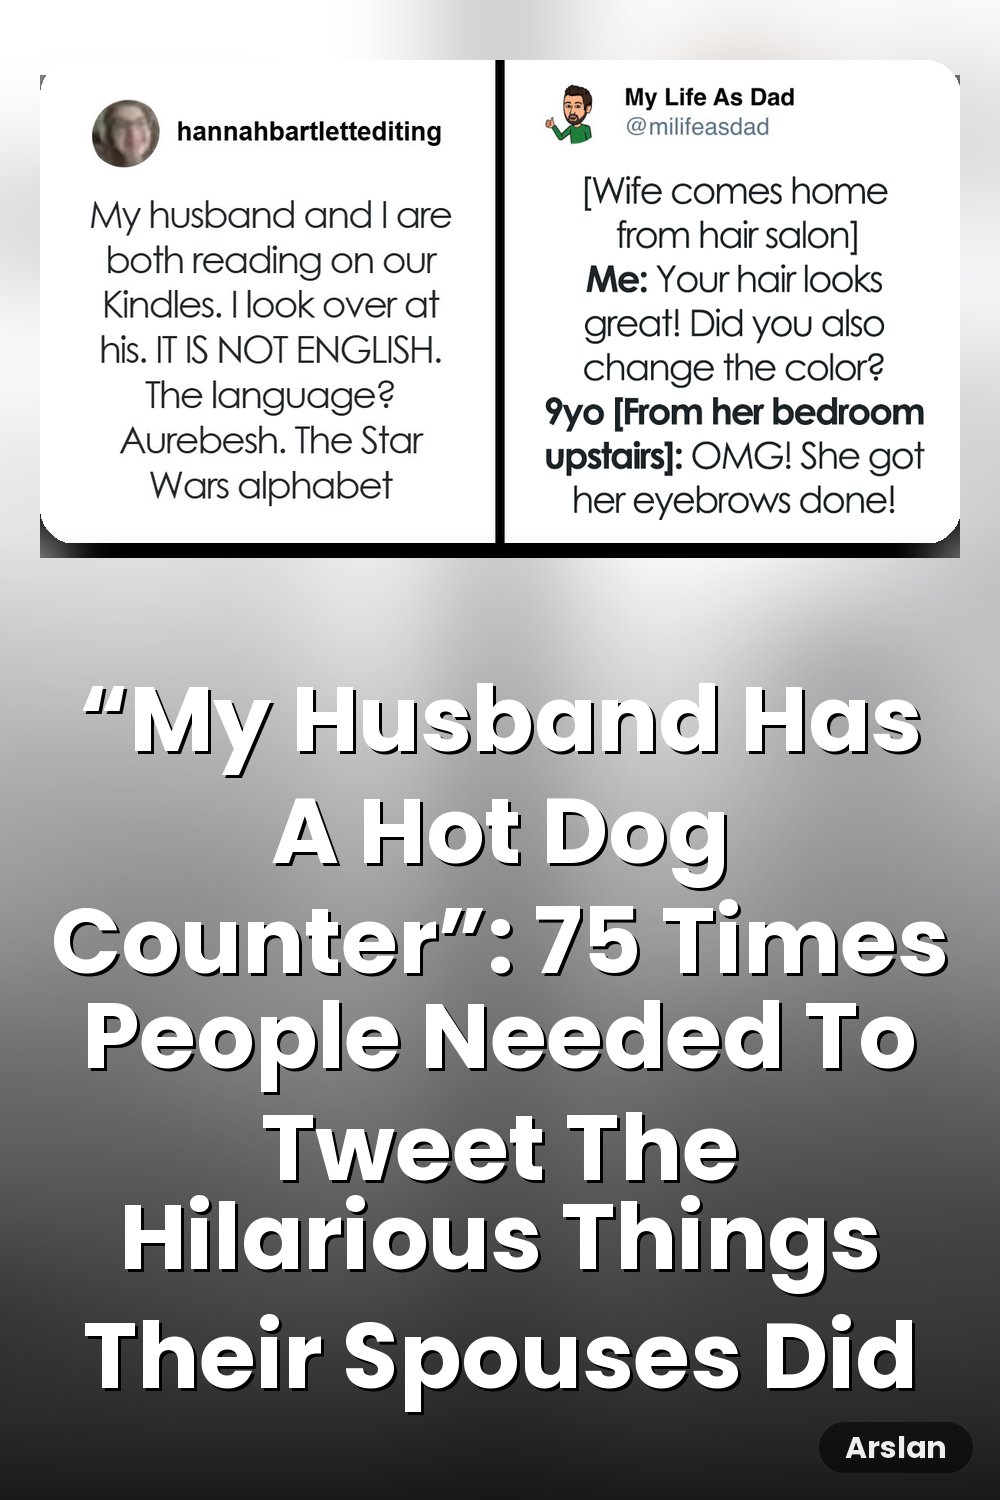 hannahbartlettediting
My husband and I are
both reading on our
Kindles. I look over at
his. IT IS NOT ENGLISH.
The language?
Aurebesh. The Star
Wars alphabet
My Life As Dad
@milifeasdad
[Wife comes home
from hair salon]
Me: Your hair looks
great! Did you also
change the color?
9yo [From her bedroom
upstairs]: OMG! She got
her eyebrows done!
“My Husband Has
A Hot Dog
Counter”: 75 Times
People Needed To
Tweet The
Hilarious Things
Their Spouses Did
Arslan